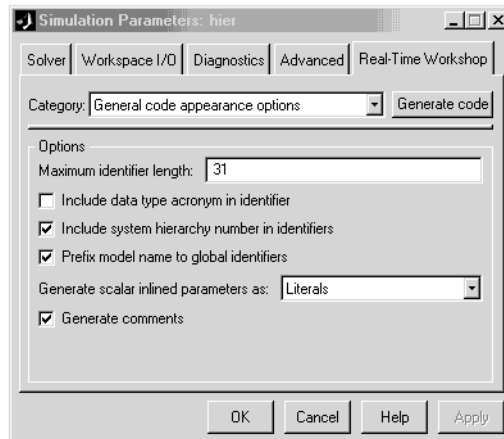 Simulation Parameters: hier
Solver Workspace I/O Diagnostics Advanced Real-Time Workshop
Category: General code appearance options Generate code
Options
Maximum identifier length: 31
Include data type acronym in identifier
Include system hierarchy number in identifiers
Prefix model name to global identifiers
Generate scalar inlined parameters as: Literals
Generate comments
OK Cancel Help Apply